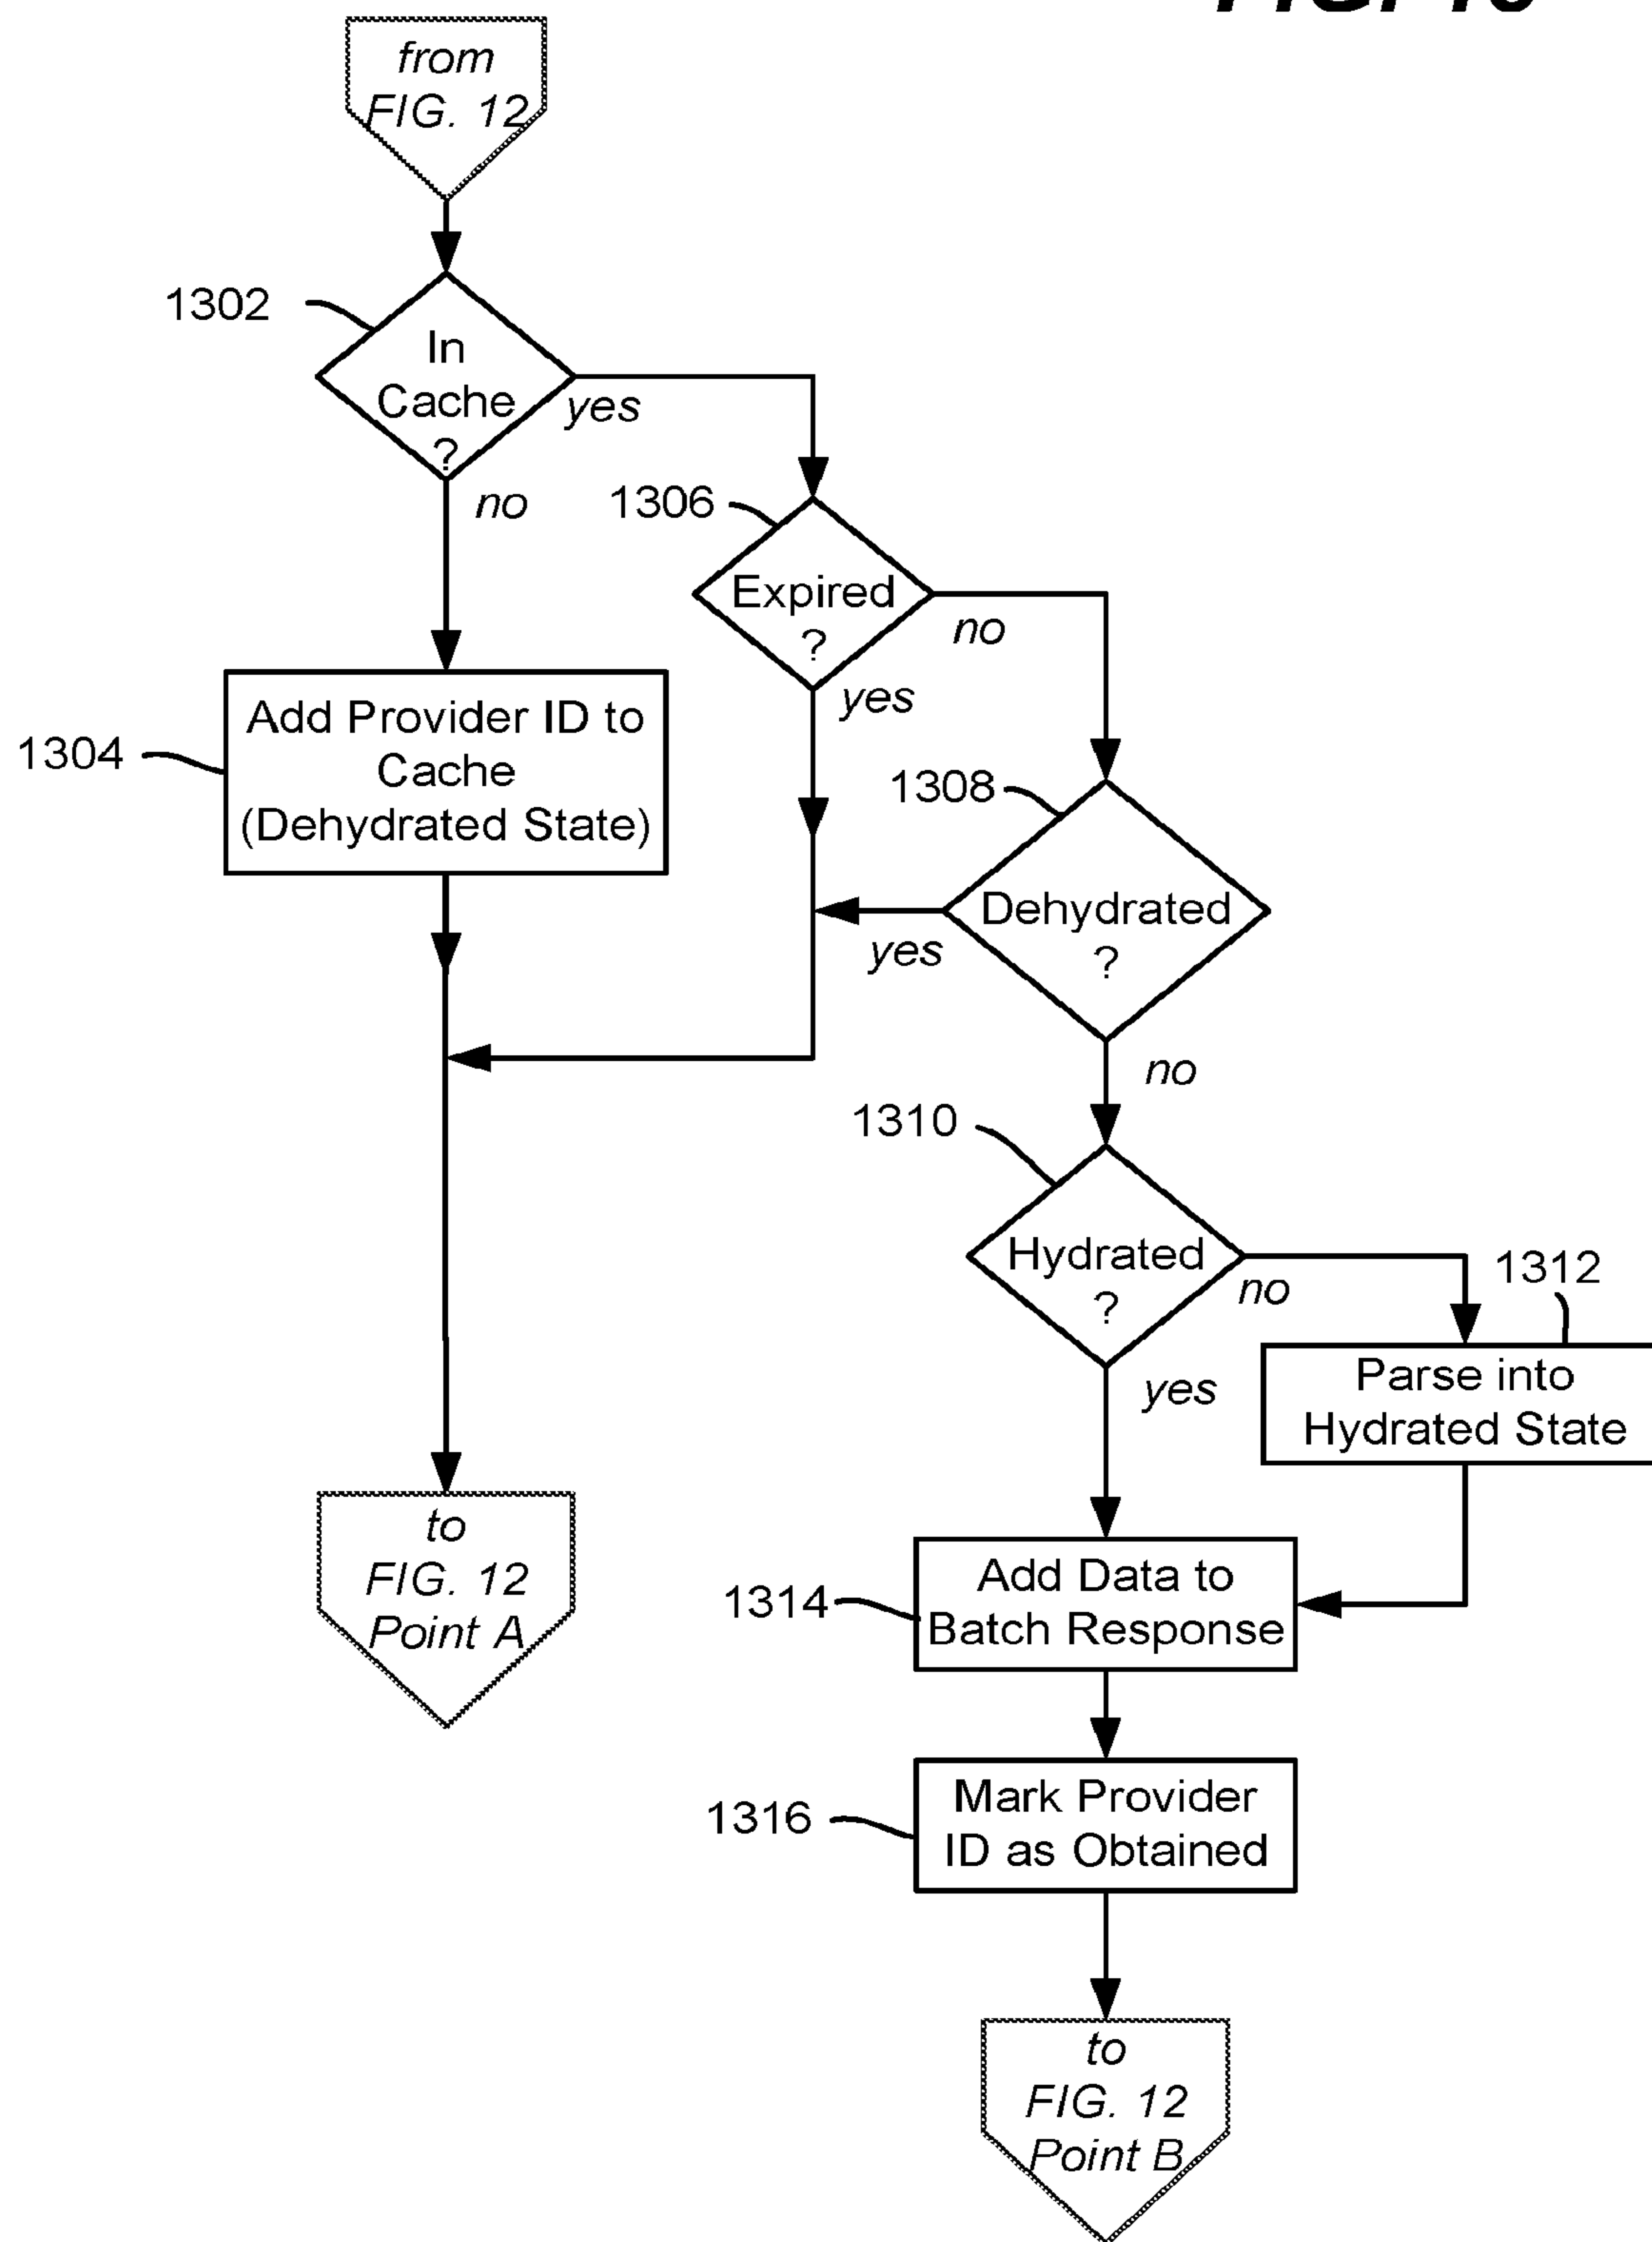 from
FIG. 12
1302
In
Cache
?
yes
no
1306
Expired
?
no
yes
1304
Add Provider ID to
Cache
(Dehydrated State)
1308
Dehydrated
?
yes
no
1310
Hydrated
?
no
yes
1312
Parse into
Hydrated State
to
FIG. 12
Point A
1314
Add Data to
Batch Response
1316
Mark Provider
ID as Obtained
to
FIG. 12
Point B